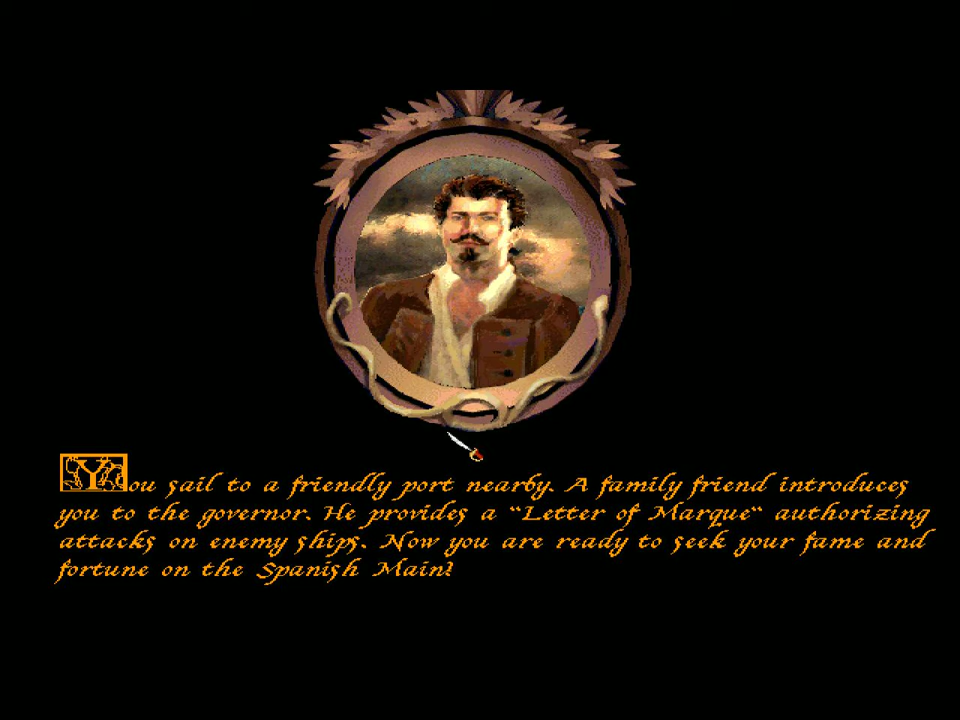 You sail to a friendly port nearby. A family friend introduces
you to the governor. He provides a "Letter of Marque" authorizing
attacks on enemy ships. Now you are ready to seek your fame and
fortune on the Spanish Main!